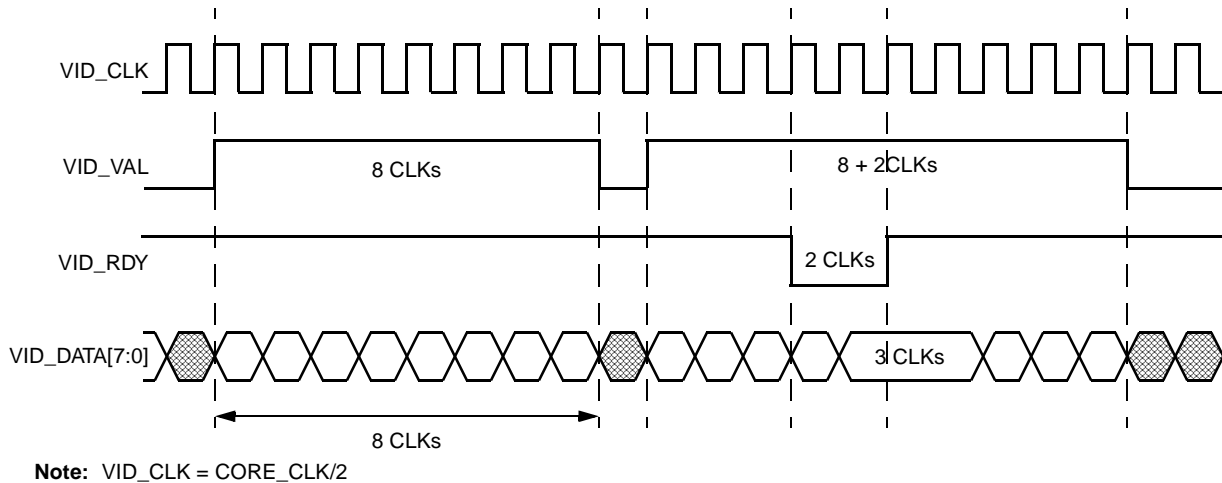 VID_CLK
VID_VAL
8 CLKs
8 + 2CLKs
VID_RDY
2 CLKs
VID_DATA[7:0]
3 CLKs
8 CLKs
Note: VID_CLK = CORE_CLK/2